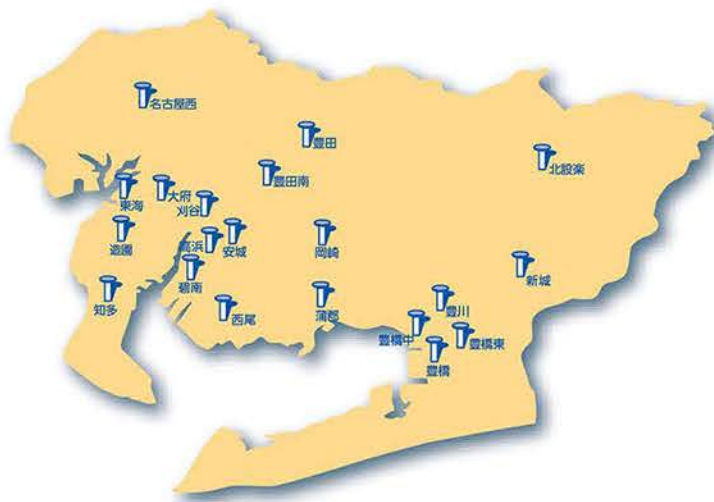 名古屋西
豊田
北設楽
豊田南
大府
東海
刈谷
造園
高浜
安城
岡崎
新城
碧南
知多
西尾
蒲郡
豊川
豊橋中
豊橋東
豊橋